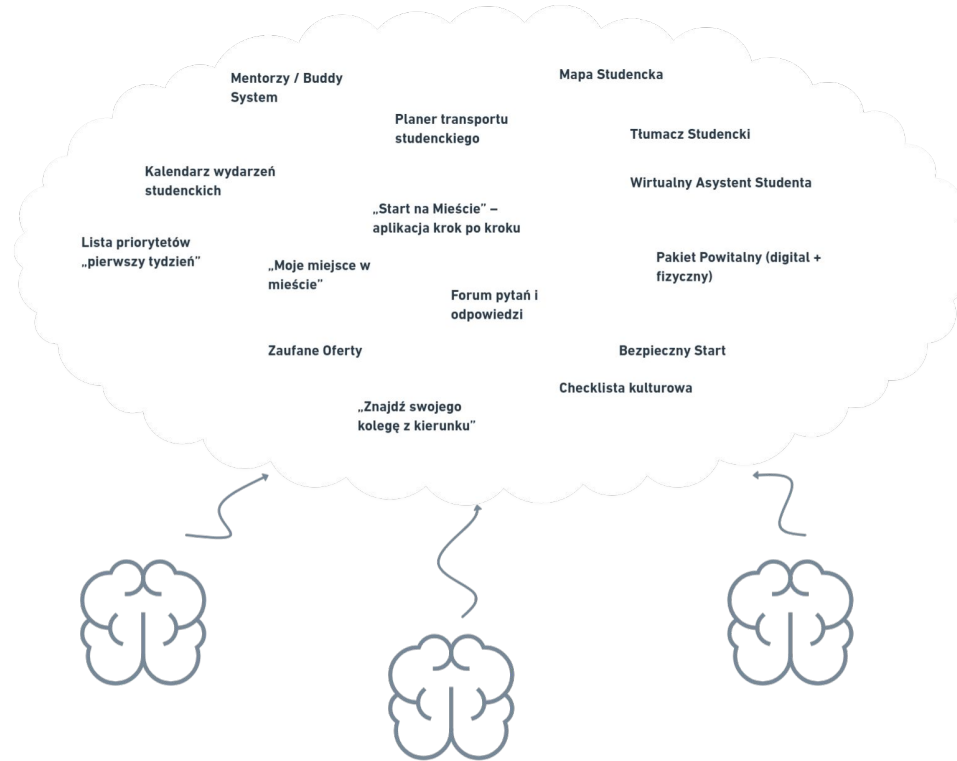 Mentorzy / Buddy
System
Mapa Studencka
Planer transportu
studenckiego
Tłumacz Studencki
Kalendarz wydarzeń
studenckich
Wirtualny Asystent Studenta
„Start na Mieście” –
aplikacja krok po kroku
Lista priorytetów
„pierwszy tydzień”
„Moje miejsce w
mieście”
Pakiet Powitalny (digital +
fizyczny)
Forum pytań i
odpowiedzi
Zaufane Oferty
Bezpieczny Start
Checklista kulturowa
„Znajdź swojego
kolegę z kierunku”